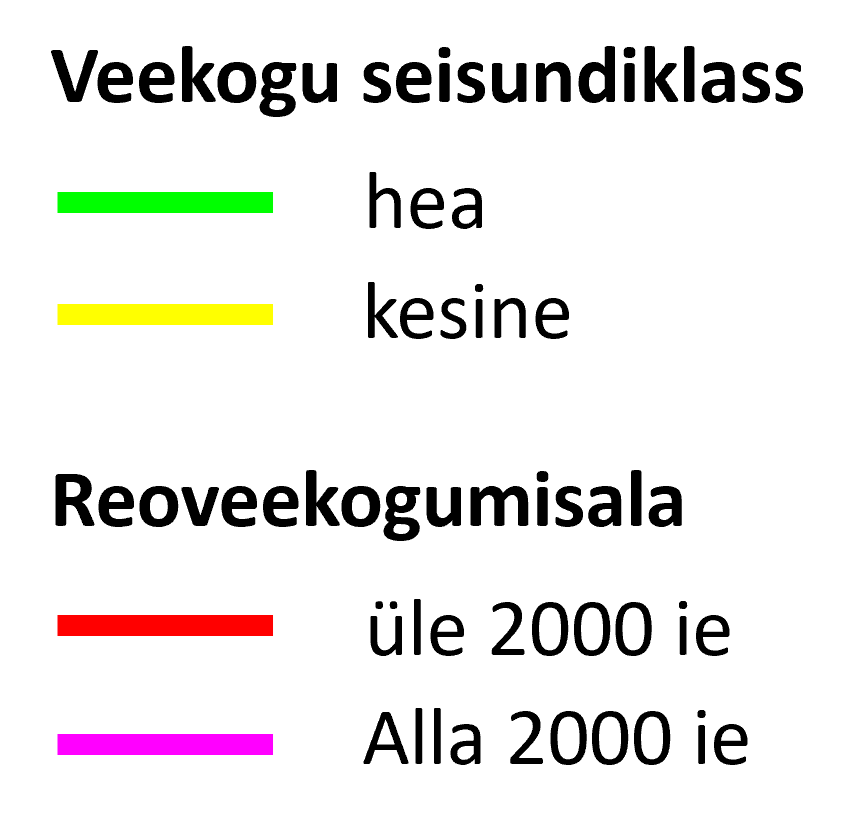 Veekogu seisundiklass
hea
kesine
Reoveekogumisala
üle 2000 ie
Alla 2000 ie